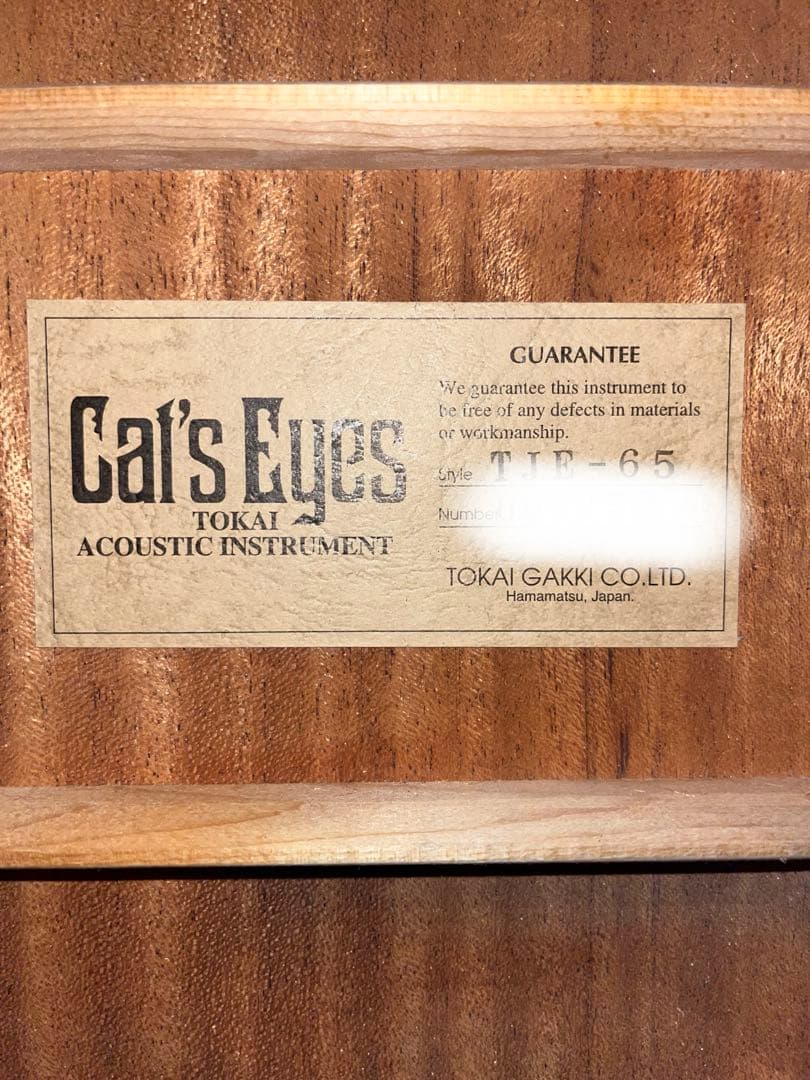 Cat's Eyes
TOKAI
ACOUSTIC INSTRUMENT
GUARANTEE
We guarantee this instrument to
be free of any defects in materials
or workmanship.
Style TJE-65
Number
TOKAI GAKKI CO.LTD.
Hamamatsu, Japan.